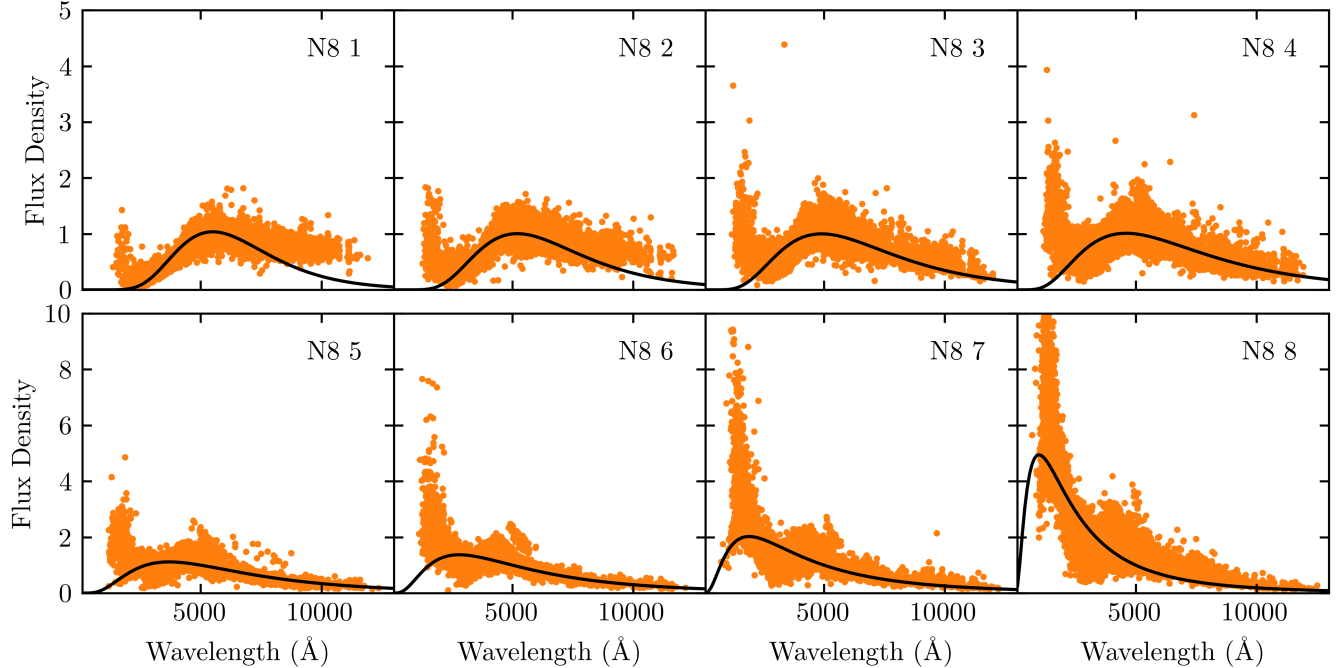 5
4
3
2
1
0
Flux Density
N8 1
N8 2
N8 3
N8 4
10
8
6
4
2
0
Flux Density
N8 5
N8 6
N8 7
N8 8
5000 10000 5000 10000 5000 10000 5000 10000
Wavelength (Å) Wavelength (Å) Wavelength (Å) Wavelength (Å)